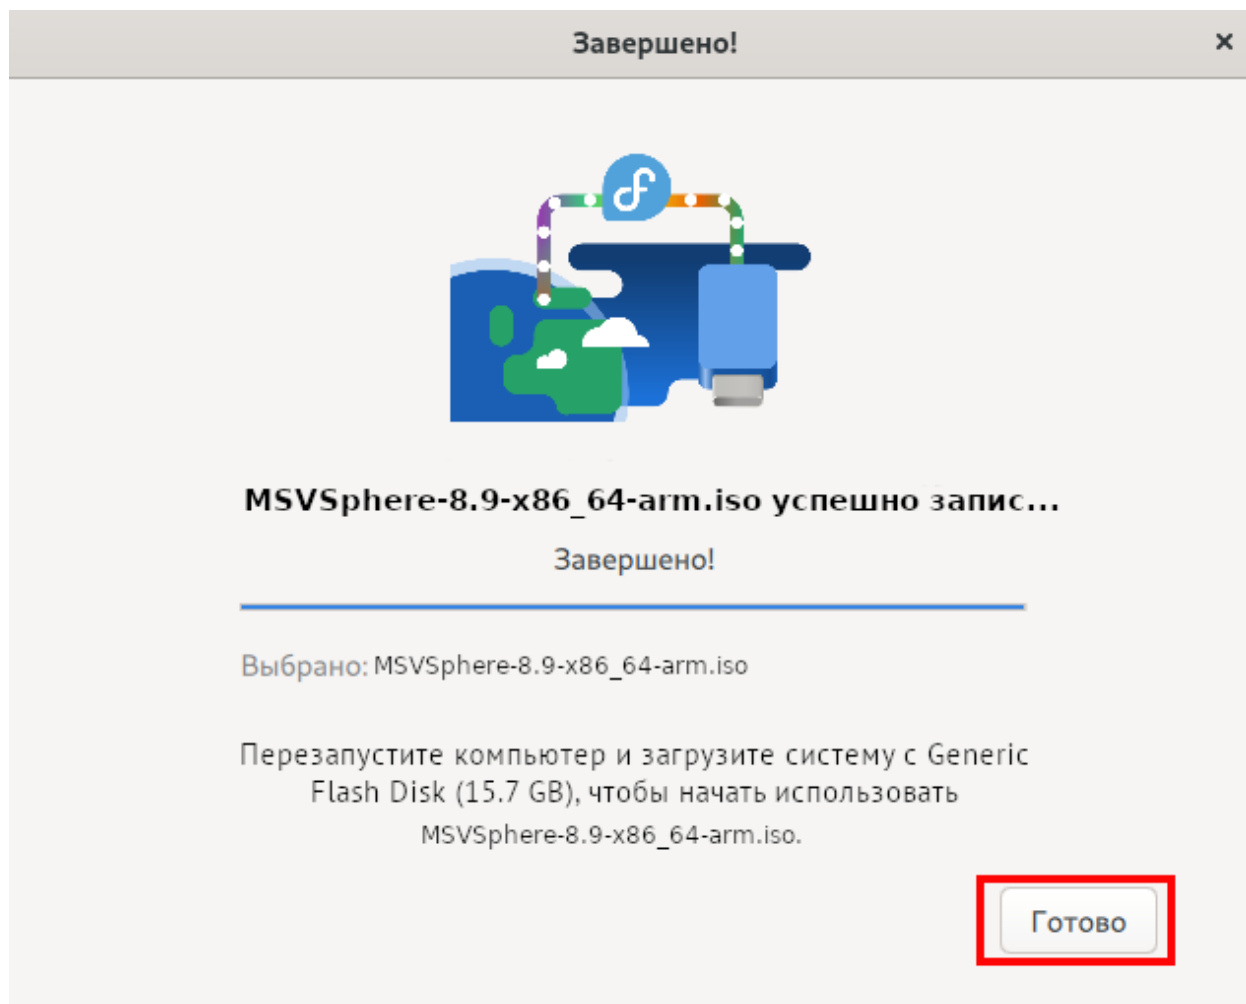 Завершено!
MSVSphere-8.9-x86_64-arm.iso успешно запис...
Завершено!
Выбрано: MSVSphere-8.9-x86_64-arm.iso
Перезапустите компьютер и загрузите систему с Generic
Flash Disk (15.7 GB), чтобы начать использовать
MSVSphere-8.9-x86_64-arm.iso.
Готово